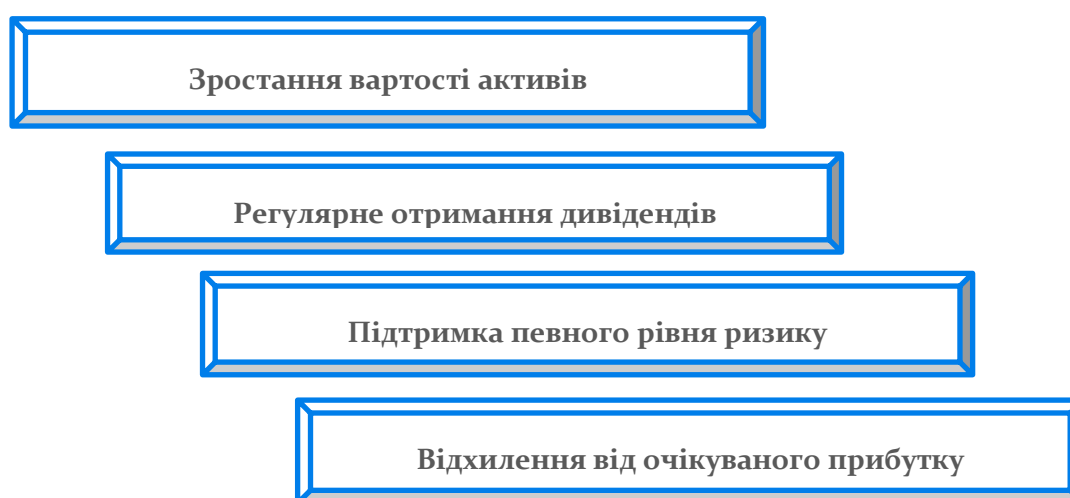 Зростання вартості активів
Регулярне отримання дивідендів
Підтримка певного рівня ризику
Відхилення від очікуваного прибутку